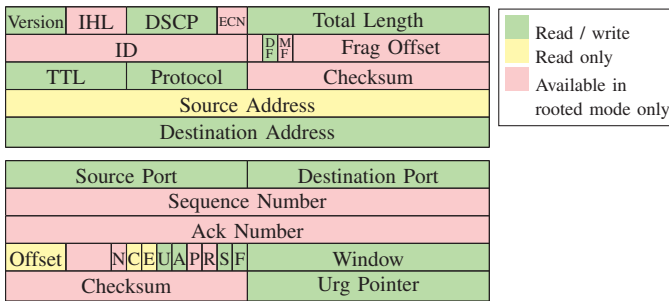 Version IHL DSCP ECN Total Length
ID D F M F Frag Offset
TTL Protocol Checksum
Source Address
Destination Address
Read / write
Read only
Available in
rooted mode only
Source Port Destination Port
Sequence Number
Ack Number
Offset N C E U A P R S F Window
Checksum Urg Pointer